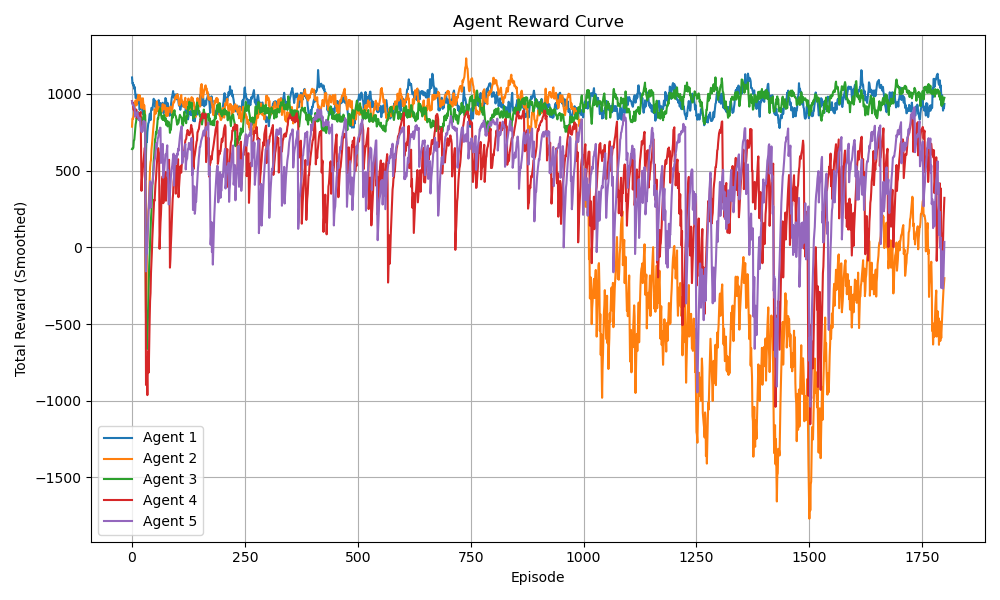 Agent Reward Curve
Total Reward (Smoothed)
1000
500
0
−500
−1000
−1500
Agent 1
Agent 2
Agent 3
Agent 4
Agent 5
0 250 500 750 1000 1250 1500 1750
Episode